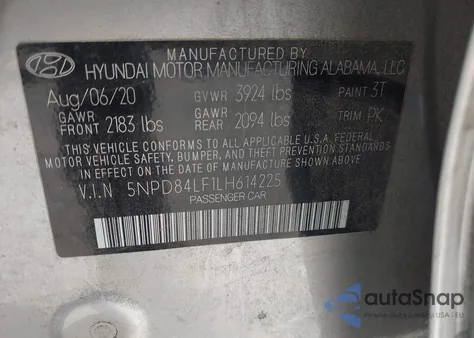 MANUFACTURED BY
HYUNDAI MOTOR MANUFACTURING ALABAMA, LLC
Aug/06/20 GVWR 3924 lbs PAINT 3T
GAWR FRONT 2183 lbs GAWR REAR 2094 lbs TRIM PK
THIS VEHICLE CONFORMS TO ALL APPLICABLE U.S. FEDERAL
MOTOR VEHICLE SAFETY, BUMPER, AND THEFT PREVENTION STANDARDS
IN EFFECT ON THE DATE OF MANUFACTURE SHOWN ABOVE.
V.I.N 5NPD84LF1LH614225
PASSENGER CAR
autoSnap